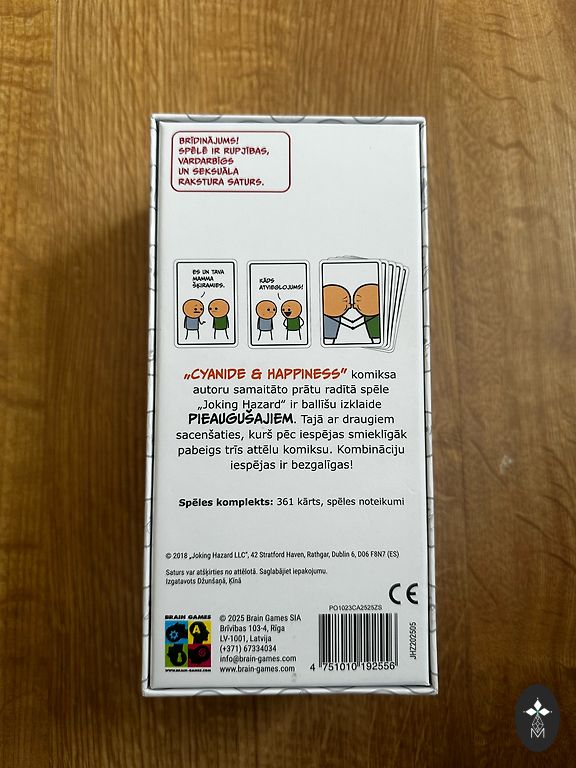 BRĪDINĀJUMS!
SPĒLĒ IR RUPJĪBAS,
VARDARBĪGS
UN SEKSUĀLA
RAKSTURA SATURS.
ES UN TAVA
MAMMA
ŠĶIRAMIES.
KĀDS
ATVIEGLOJUMS!
„CYANIDE & HAPPINESS” komiksa
autoru samaitāto prātu radītā spēle
„Joking Hazard” ir ballīšu izklaide
PIEAUGUŠAJIEM. Tajā ar draugiem
sacenšaties, kurš pēc iespējas smieklīgāk
pabeigs trīs attēlu komiksu. Kombināciju
iespējas ir bezgalīgas!
Spēles komplekts: 361 kārts, spēles noteikumi
© 2018 „Joking Hazard LLC”, 42 Stratford Haven, Rathgar, Dublin 6, D06 F8N7 (ES)
Saturs var atšķirties no attēlotā. Saglabājiet iepakojumu.
Izgatavots Džunšaņā, Ķīnā
CE
BRAIN GAMES
WWW.BRAIN-GAMES.COM
© 2025 Brain Games SIA
Brīvības 103-4, Rīga
LV-1001, Latvija
(+371) 67334034
info@brain-games.com
www.brain-games.com
PO1023CA2525ZS
4 751010 192556
JHZ202505
M